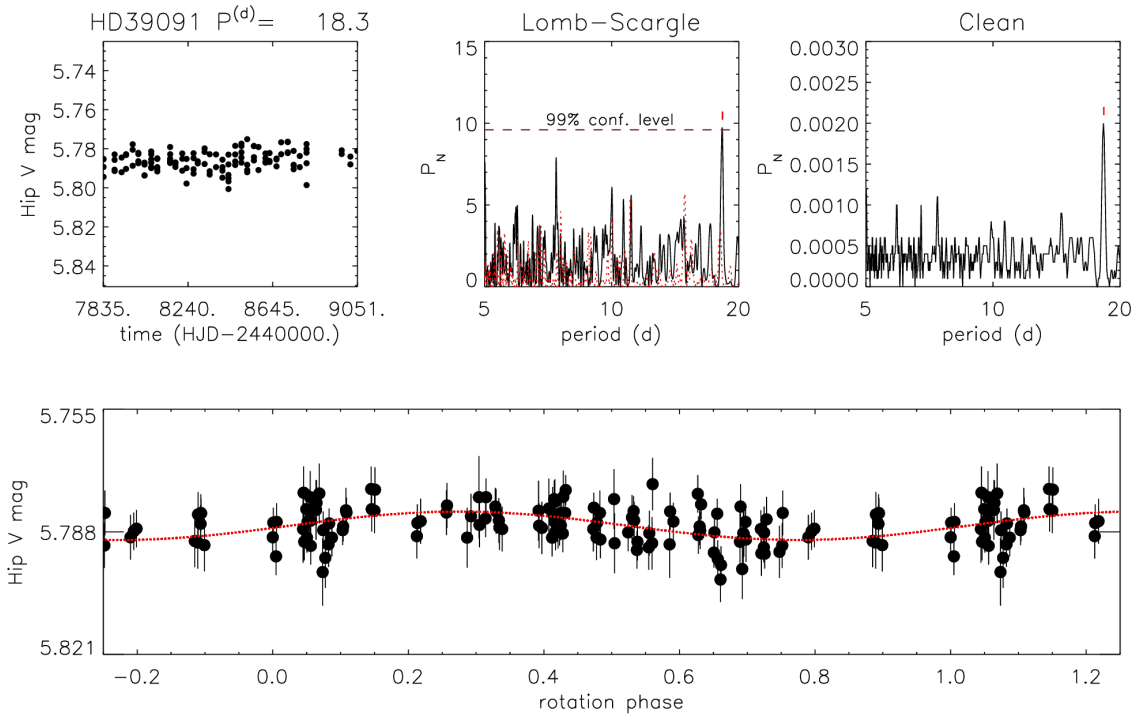 HD39091 P(d)= 18.3
Hip V mag
5.74
5.76
5.78
5.80
5.82
5.84
7835. 8240. 8645. 9051.
time (HJD−2440000.)
Lomb−Scargle
P_N
15
10
5
0
99% conf. level
5 10 20
period (d)
Clean
P_N
0.0030
0.0025
0.0020
0.0015
0.0010
0.0005
0.0000
5 10 20
period (d)
Hip V mag
5.755
5.788
5.821
−0.2 0.0 0.2 0.4 0.6 0.8 1.0 1.2
rotation phase